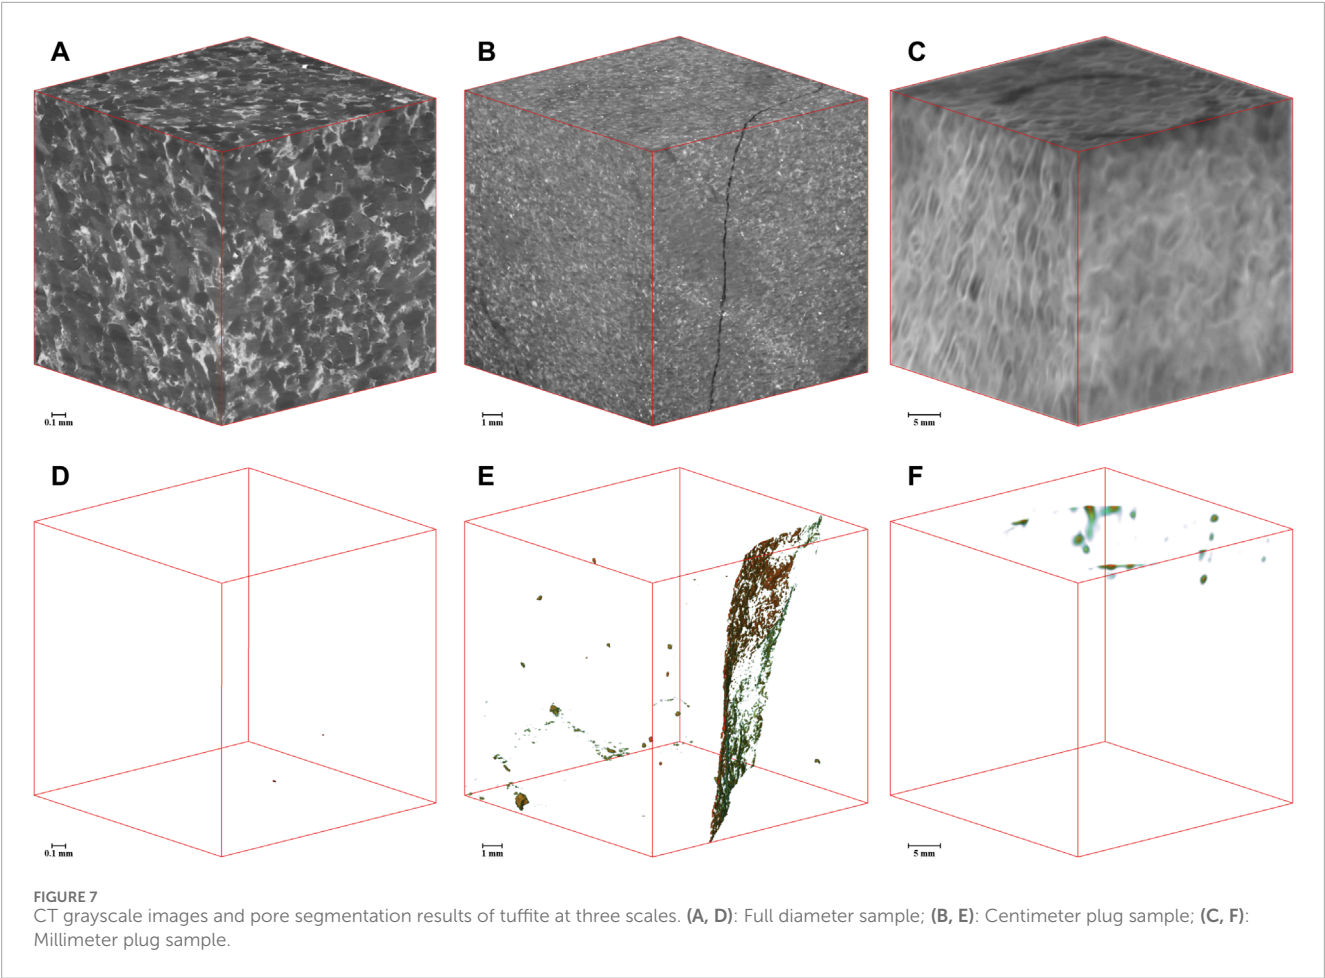 A
B
C
0.1 mm
1 mm
5 mm
D
E
F
0.1 mm
1 mm
5 mm
FIGURE 7
CT grayscale images and pore segmentation results of tuffite at three scales. (A, D): Full diameter sample; (B, E): Centimeter plug sample; (C, F):
Millimeter plug sample.